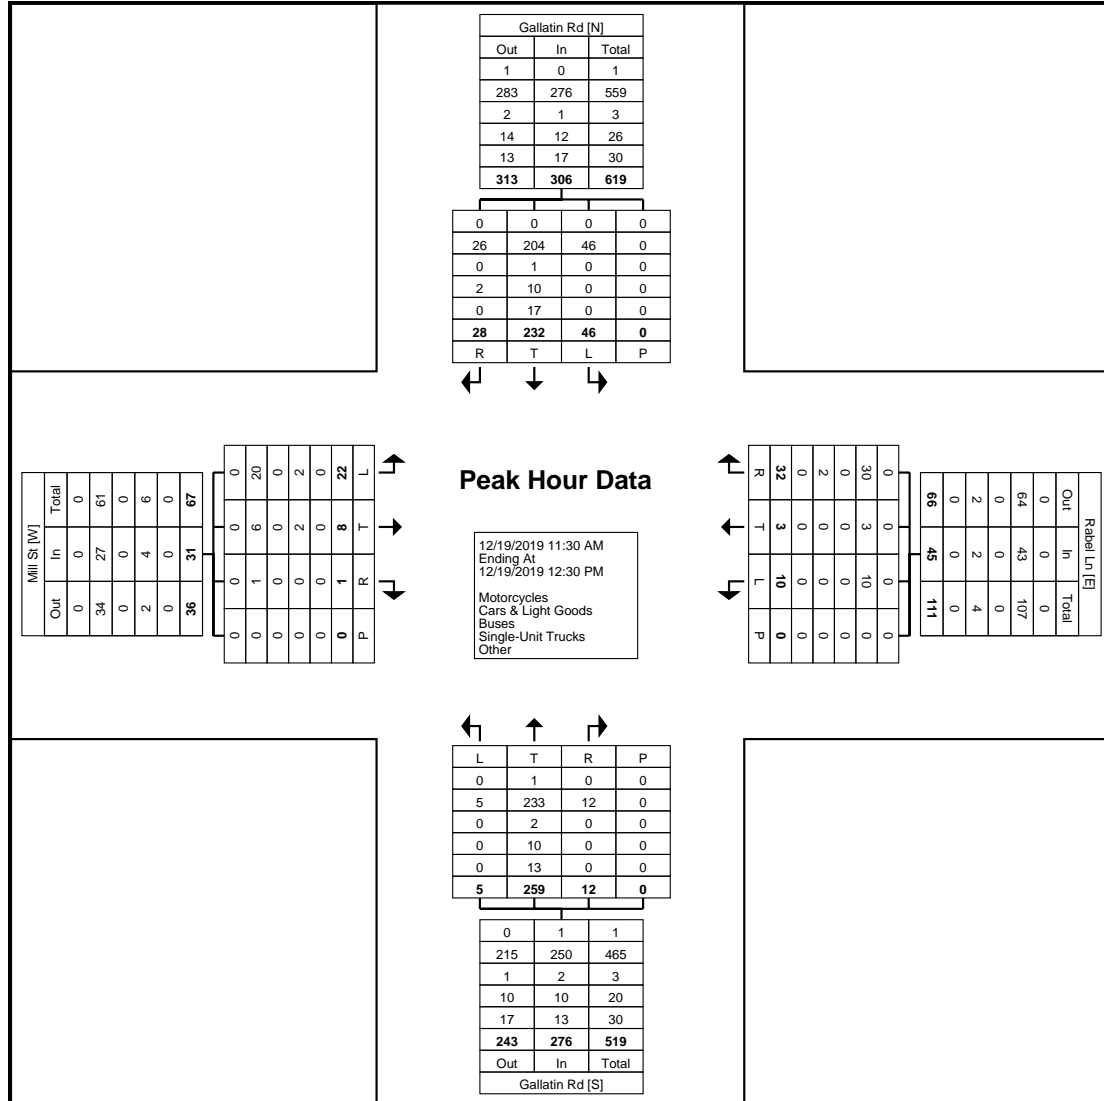 Gallatin Rd [N]
Out In Total
1 0 1
283 276 559
2 1 3
14 12 26
13 17 30
313 306 619
0 0 0 0
26 204 46 0
0 1 0 0
2 10 0 0
0 17 0 0
28 232 46 0
R T L P
Mill St [W]
Total In Out
0 0 0
61 27 34
0 0 0
6 4 2
0 0 0
67 31 36
0 0 0 0
20 6 1 0
0 0 0 0
2 2 0 0
0 0 0 0
22 8 1 0
L T R P
Peak Hour Data
12/19/2019 11:30 AM
Ending At
12/19/2019 12:30 PM
Motorcycles
Cars & Light Goods
Buses
Single-Unit Trucks
Other
Rabel Ln [E]
Out In Total
0 0 0
64 43 107
0 0 0
2 2 4
0 0 0
66 45 111
0 0 0 0
30 3 10 0
0 0 0 0
2 0 0 0
0 0 0 0
32 3 10 0
R T L P
L T R P
0 1 0 0
5 233 12 0
0 2 0 0
0 10 0 0
0 13 0 0
5 259 12 0
0 1 1
215 250 465
1 2 3
10 10 20
17 13 30
243 276 519
Out In Total
Gallatin Rd [S]